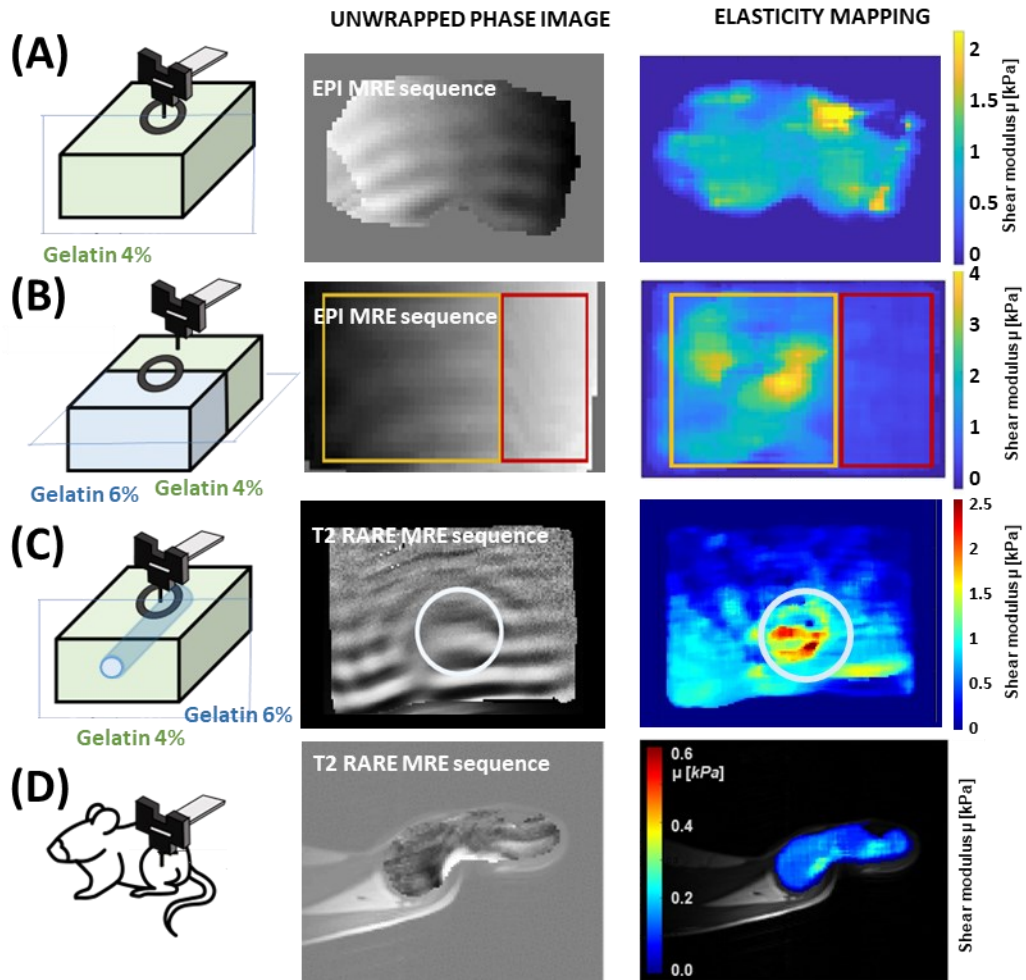 UNWRAPPED PHASE IMAGE
ELASTICITY MAPPING
(A)
Gelatin 4%
EPI MRE sequence
2
1.5
1
0.5
0
Shear modulus μ [kPa]
(B)
Gelatin 6%
Gelatin 4%
EPI MRE sequence
4
3
2
1
0
Shear modulus μ [kPa]
(C)
Gelatin 6%
Gelatin 4%
T2 RARE MRE sequence
2.5
2
1.5
1
0.5
0
Shear modulus μ [kPa]
(D)
T2 RARE MRE sequence
0.6
μ [kPa]
0.4
0.2
0.0
Shear modulus μ [kPa]